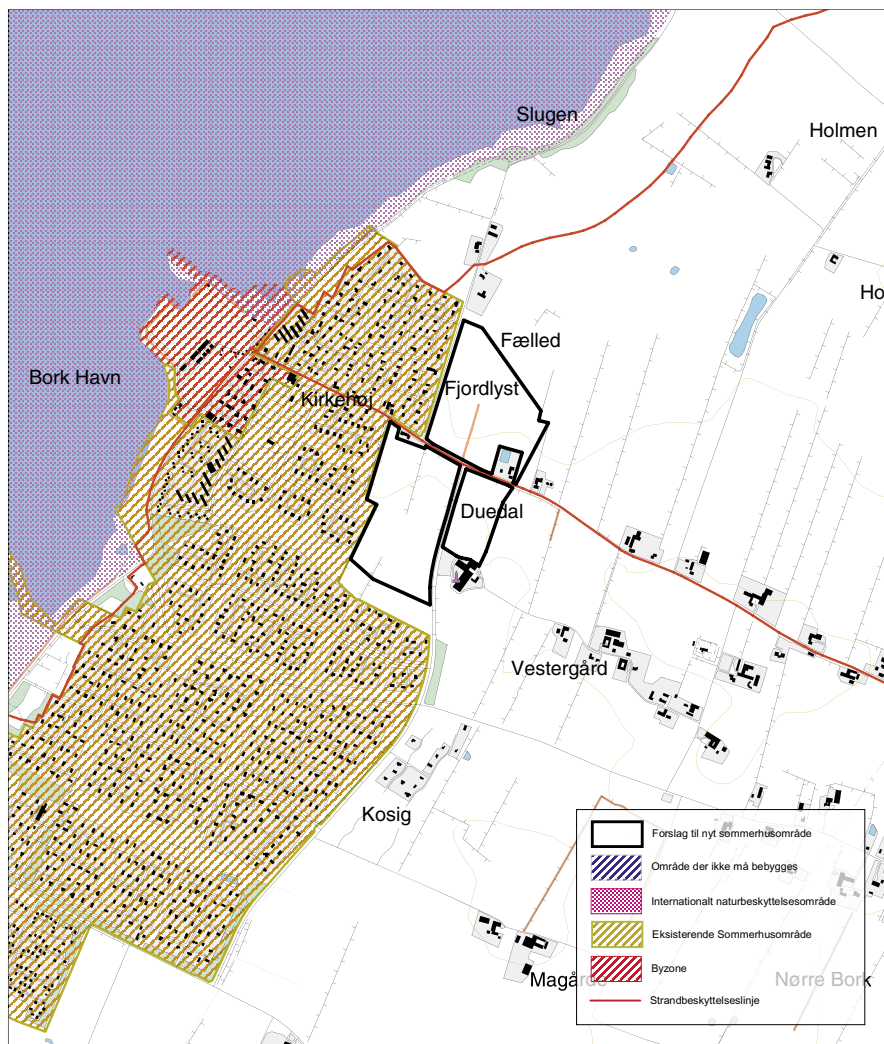 Slugen
Holmen
Ho
Fælled
Bork Havn
Fjordlyst
Kirkehøj
Duedal
Vestergård
Kosig
Forslag til nyt sommerhusområde
Område der ikke må bebygges
Internationalt naturbeskyttelsesområde
Eksisterende Sommerhusområde
Byzone
Magårde
Nørre Bork
Strandbeskyttelseslinje